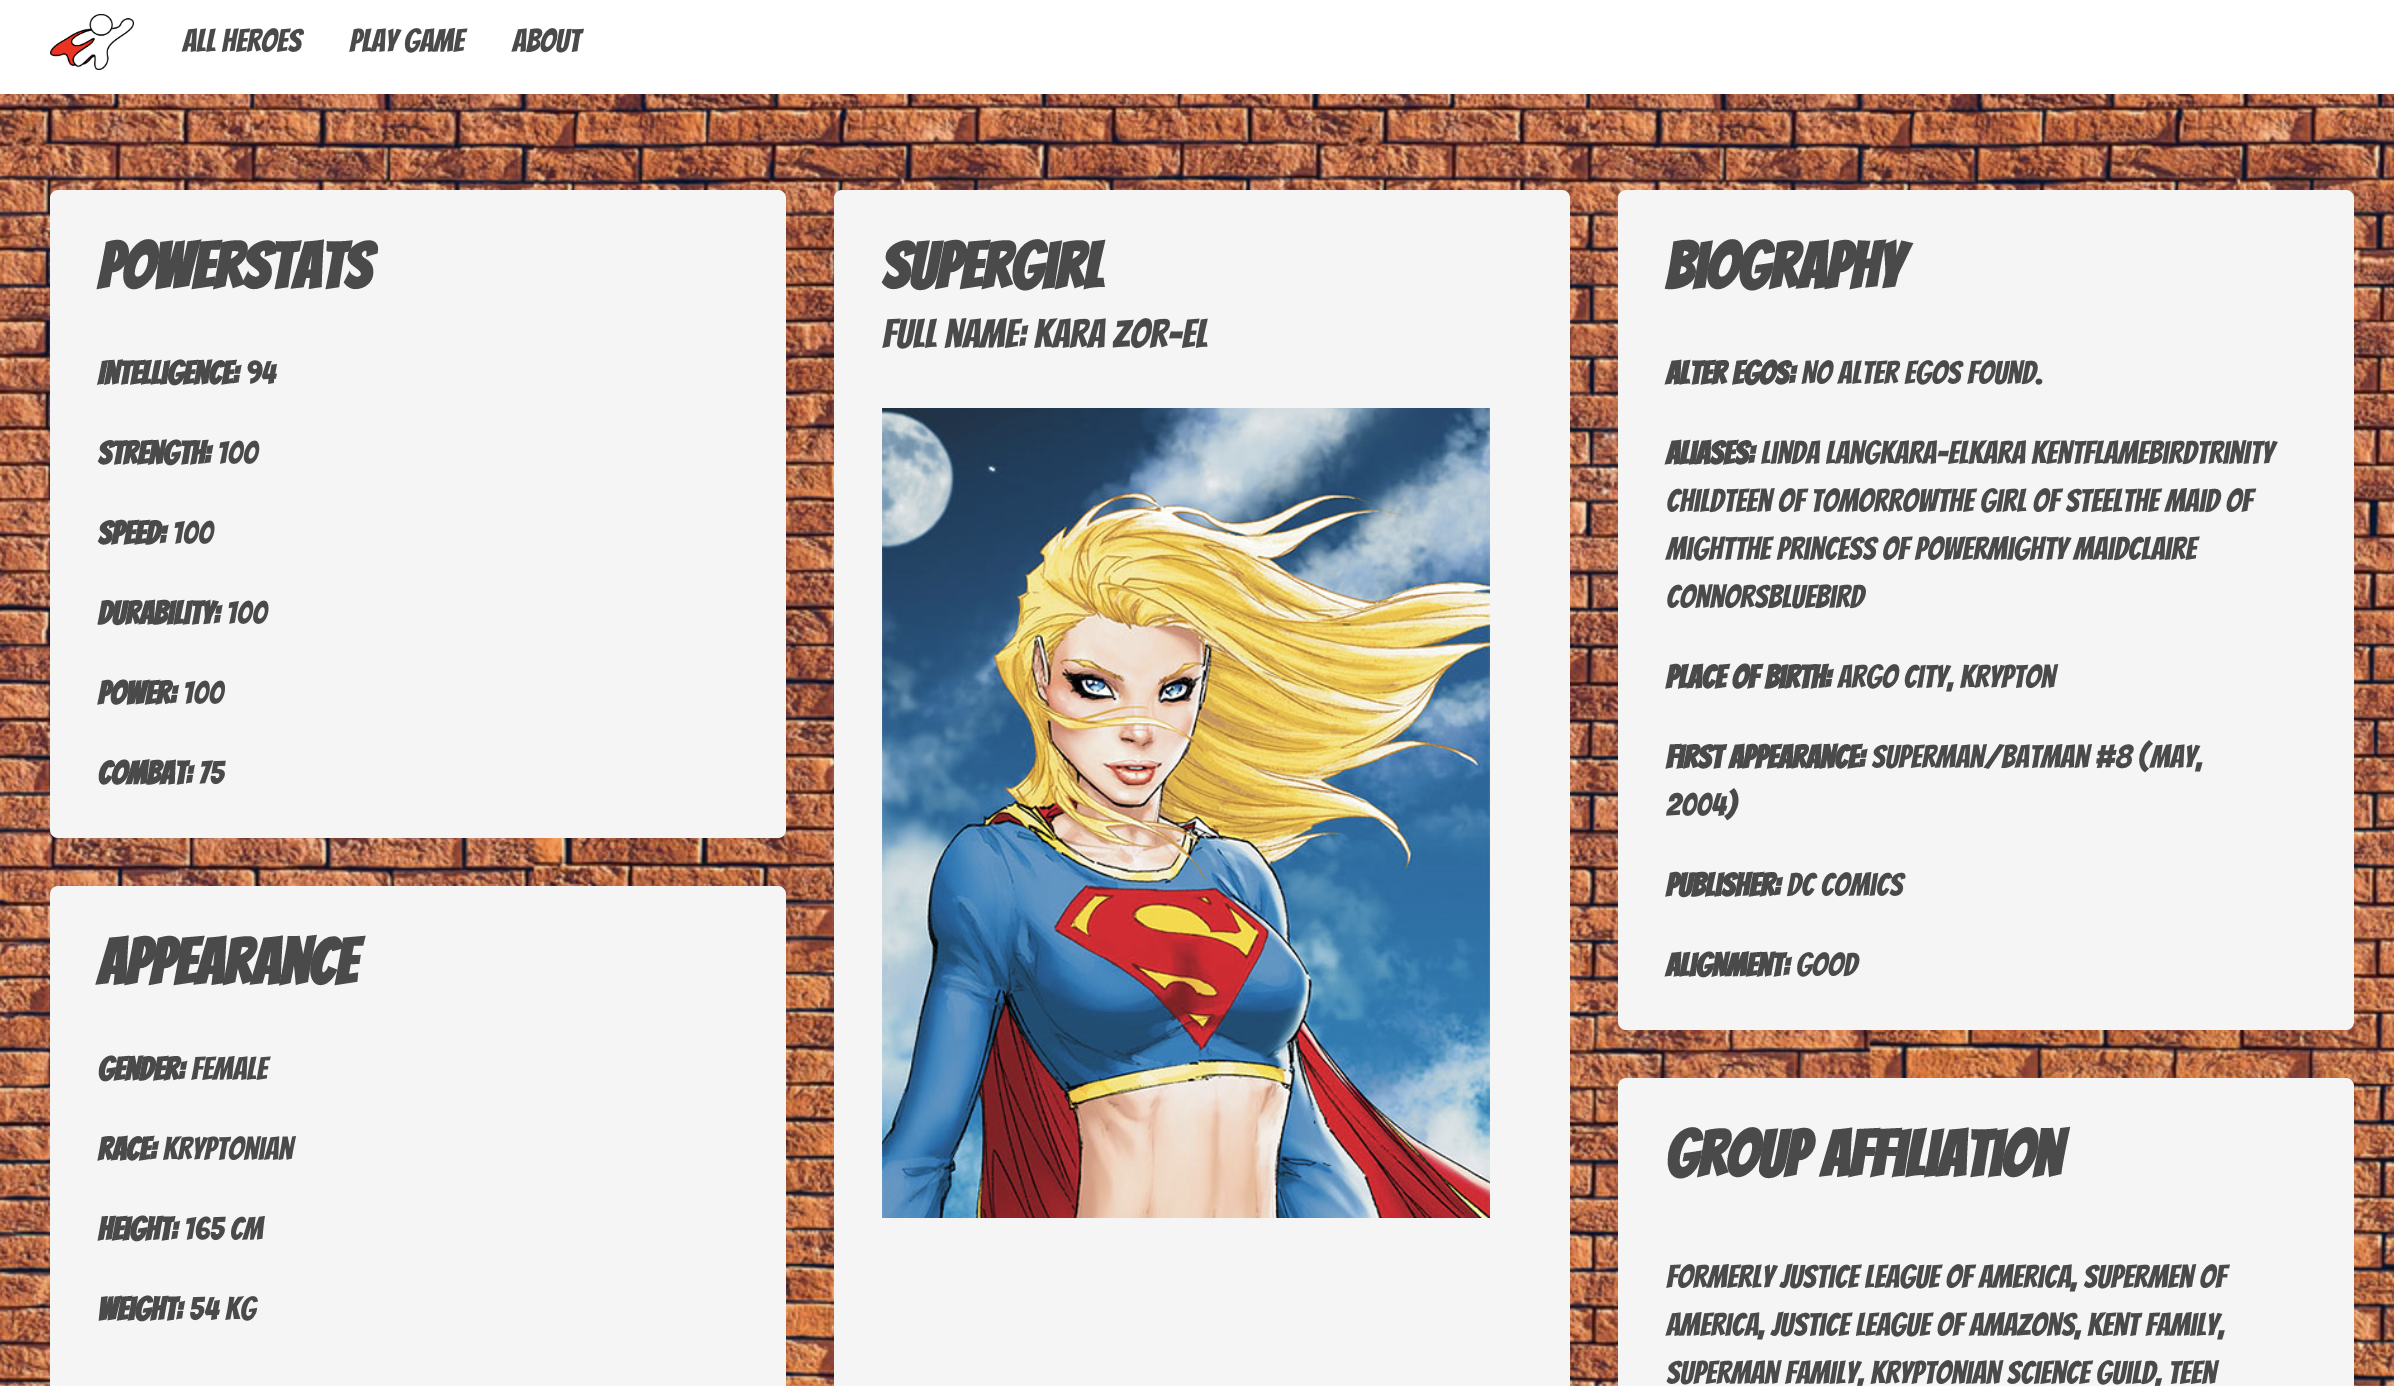 ALL HEROES PLAY GAME ABOUT
POWERSTATS
INTELLIGENCE: 94
STRENGTH: 100
SPEED: 100
DURABILITY: 100
POWER: 100
COMBAT: 75
APPEARANCE
GENDER: FEMALE
RACE: KRYPTONIAN
HEIGHT: 165 CM
WEIGHT: 54 KG
SUPERGIRL
FULL NAME: KARA ZOR-EL
S
BIOGRAPHY
ALTER EGOS: NO ALTER EGOS FOUND.
ALIASES: LINDA LANGKARA-ELKARA KENTFLAMEBIRDTRINITY
CHILDTEEN OF TOMORROWTHE GIRL OF STEELTHE MAID OF
MIGHTTHE PRINCESS OF POWERMIGHTY MAIDCLAIRE
CONNORSBLUEBIRD
PLACE OF BIRTH: ARGO CITY, KRYPTON
FIRST APPEARANCE: SUPERMAN/BATMAN #8 (MAY,
2004)
PUBLISHER: DC COMICS
ALIGNMENT: GOOD
GROUP AFFILIATION
FORMERLY JUSTICE LEAGUE OF AMERICA, SUPERMEN OF
AMERICA, JUSTICE LEAGUE OF AMAZONS, KENT FAMILY,
SUPERMAN FAMILY, KRYPTONIAN SCIENCE GUILD, TEEN